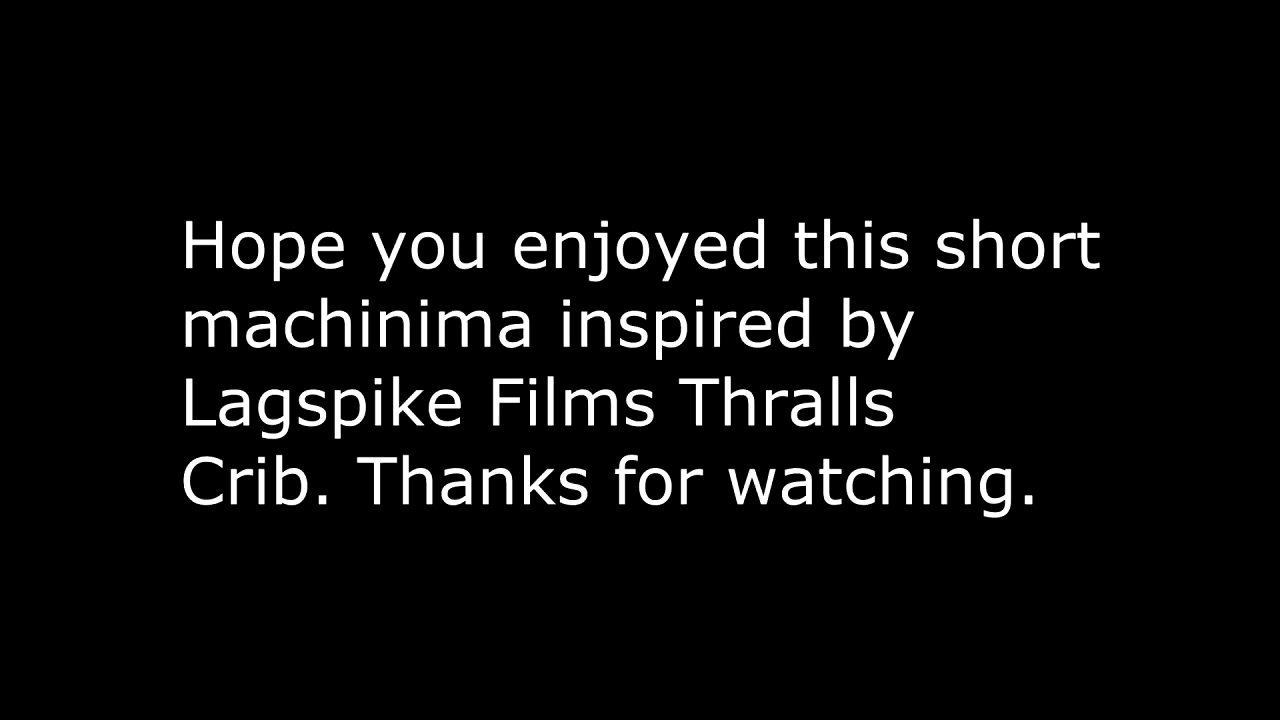 Hope you enjoyed this short
machinima inspired by
Lagspike Films Thralls
Crib. Thanks for watching.